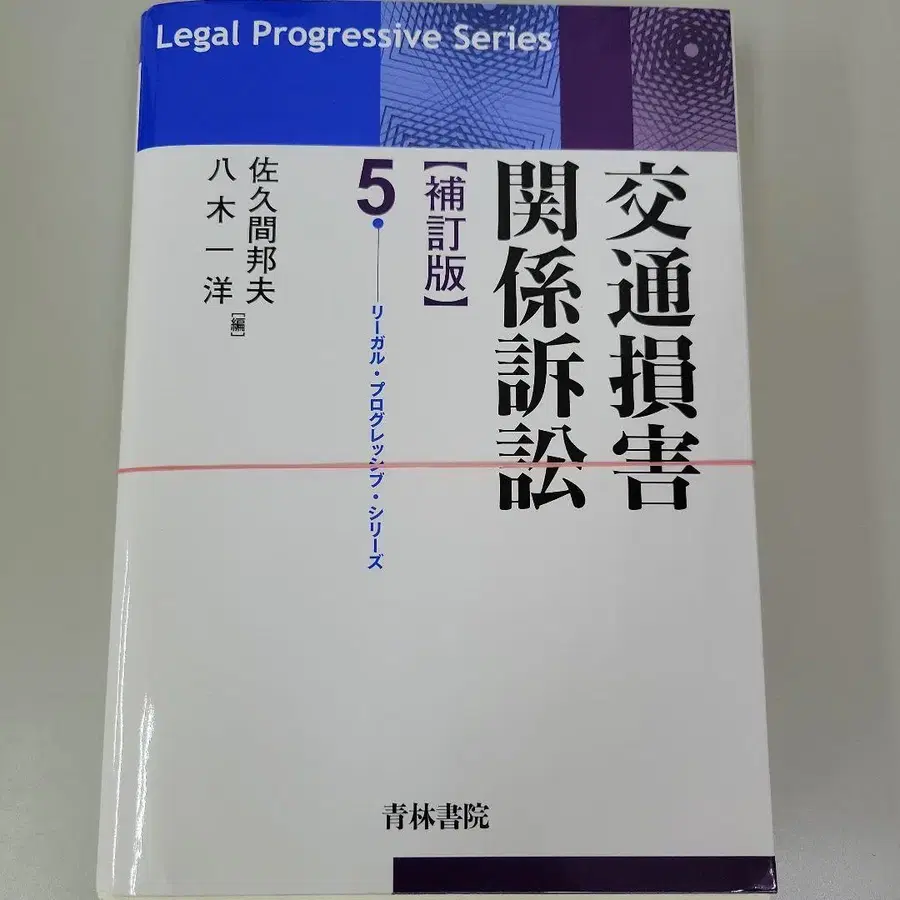 Legal Progressive Series
交通損害
関係訴訟
【補訂版】
5
リーガル・プログレッシブ・シリーズ
佐久間邦夫
八木一洋
[編]
青林書院